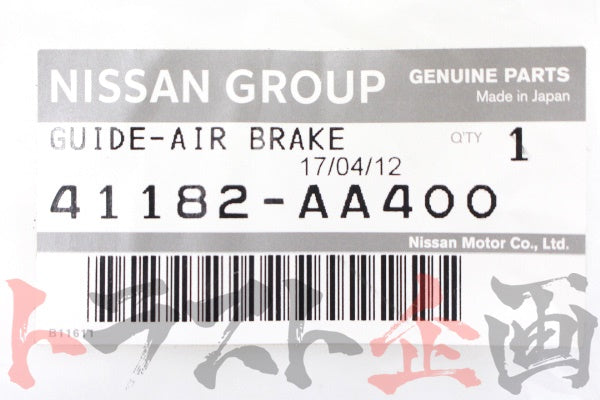 NISSAN GROUP
GENUINE PARTS
Made in Japan
GUIDE-AIR BRAKE
Q'TY 1
17/04/12
41182-AA400
Nissan Motor Co., Ltd.
B11611
トラスト企画